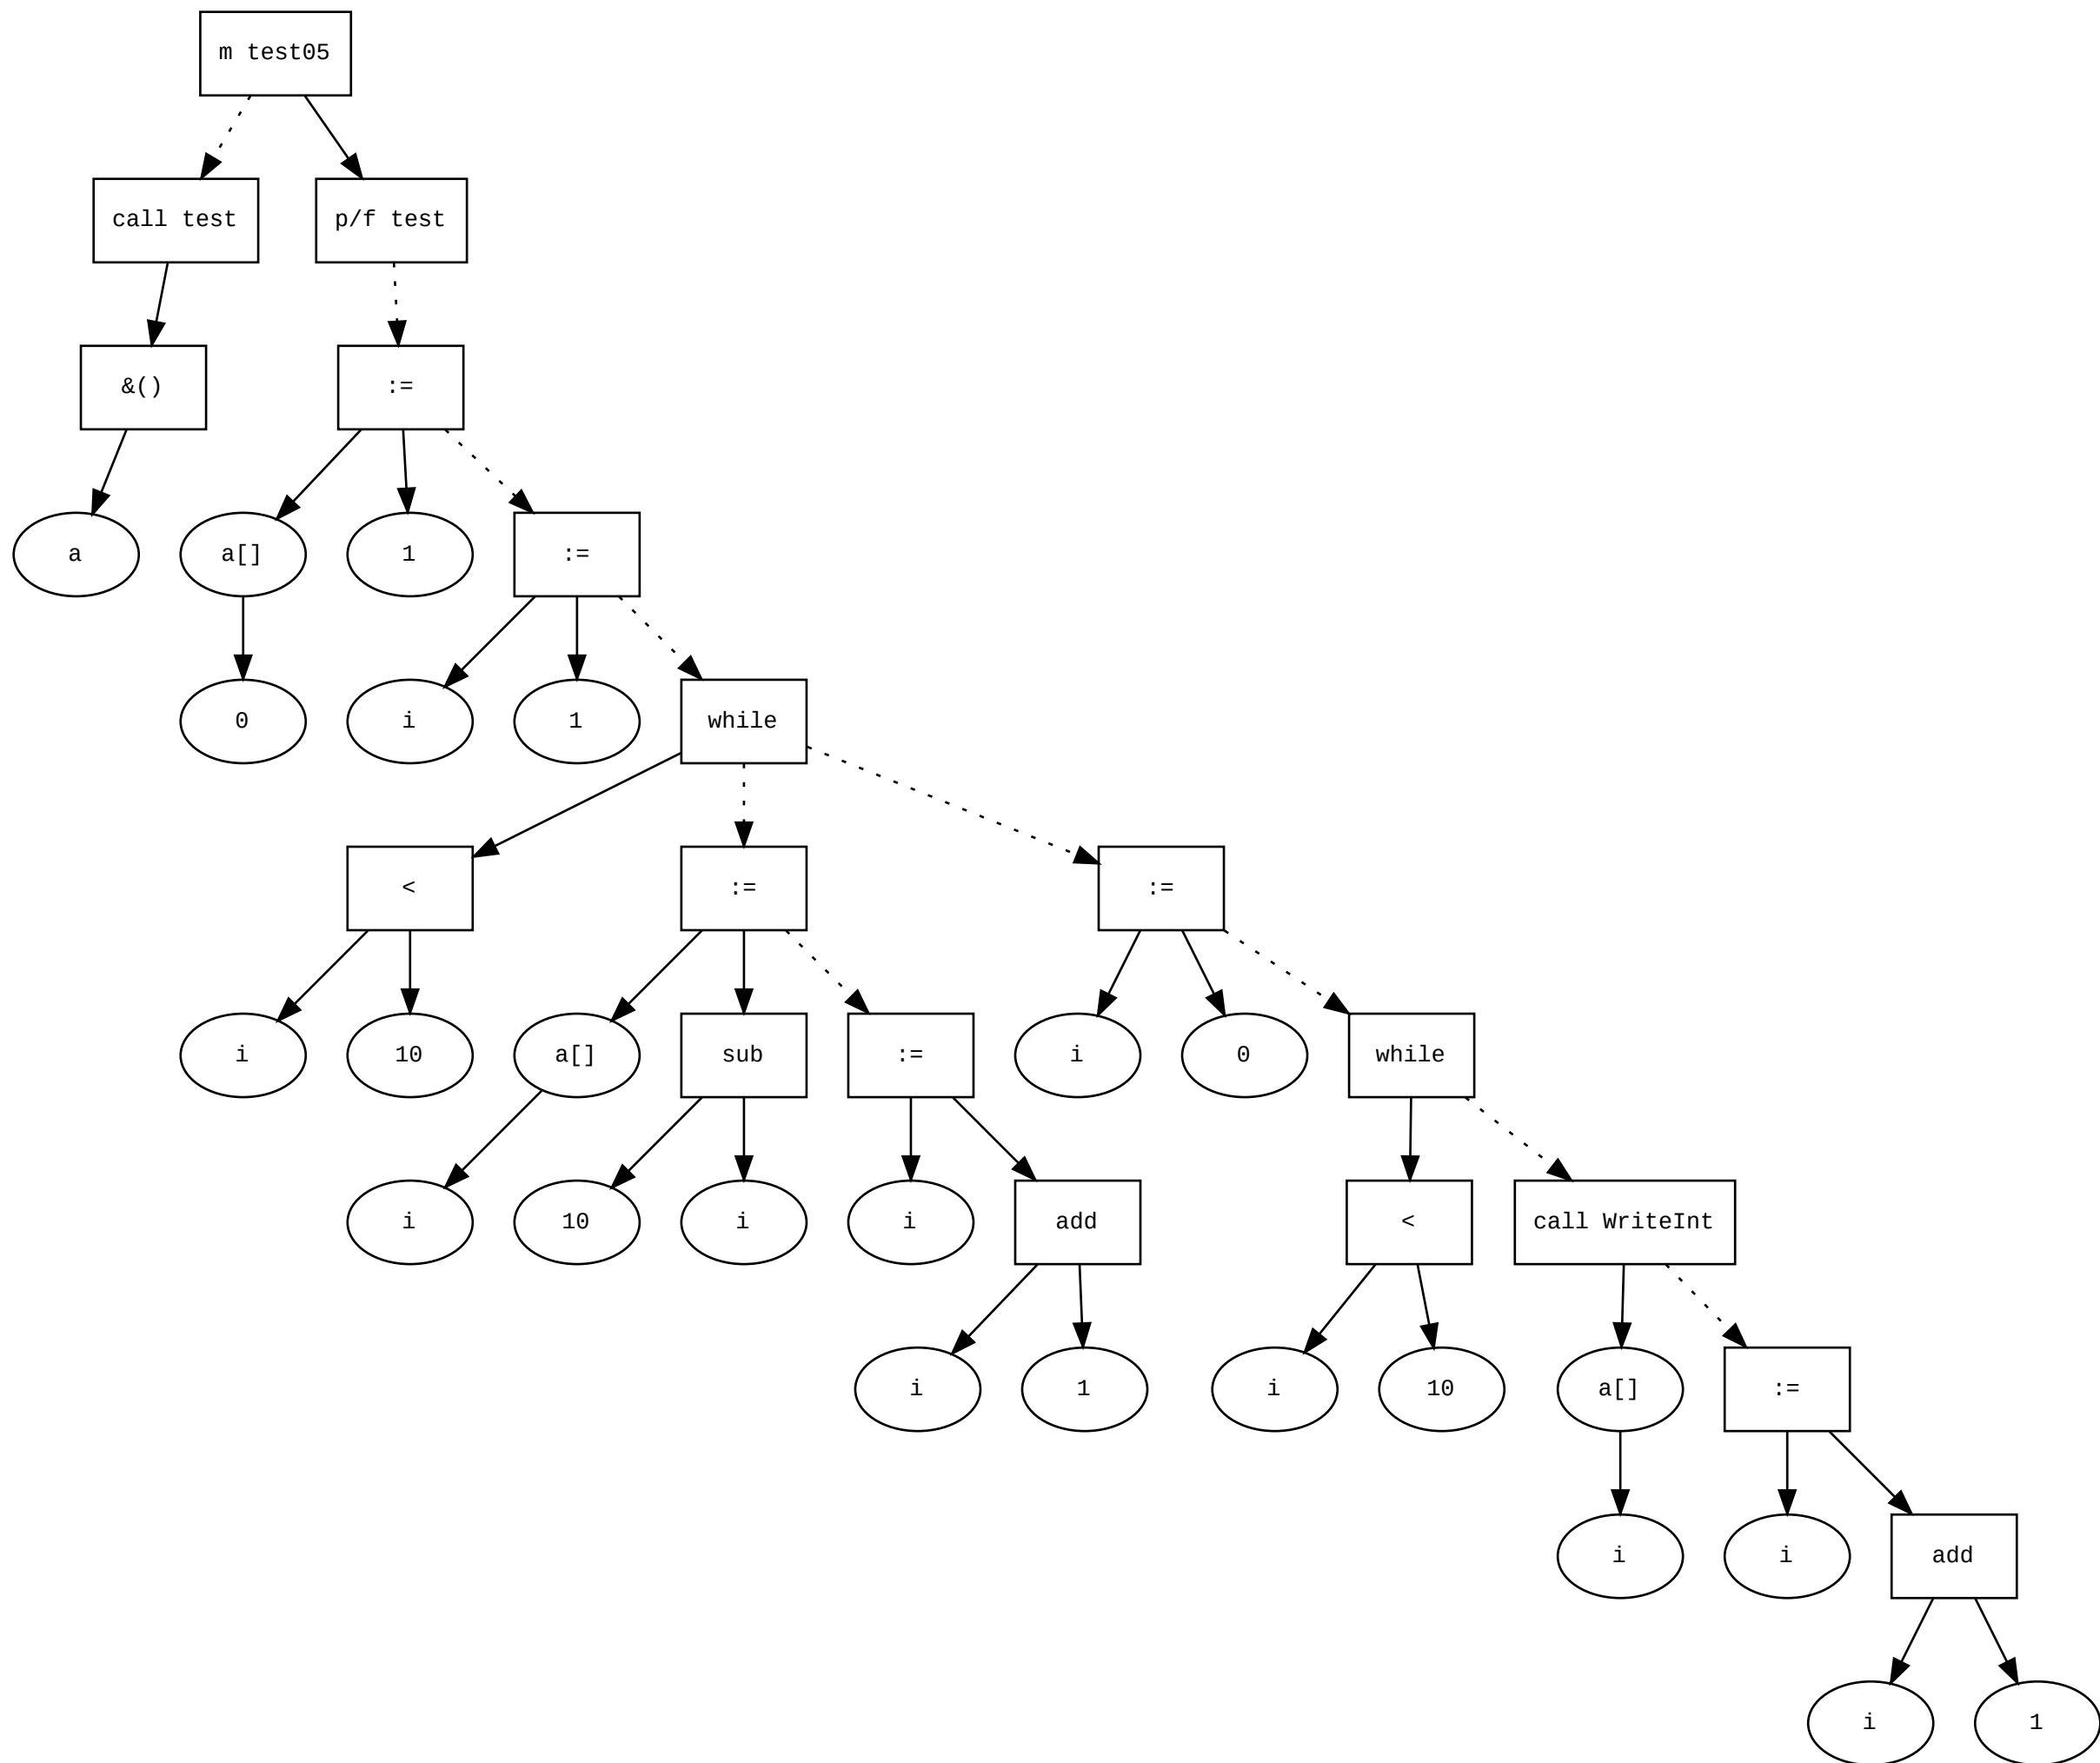 m test05
call test
p/f test
&()
:=
a
a[]
1
:=
0
i
1
while
<
:=
:=
i
10
a[]
sub
:=
i
0
while
i
10
i
i
add
<
call WriteInt
i
1
i
10
a[]
:=
i
i
add
i
1